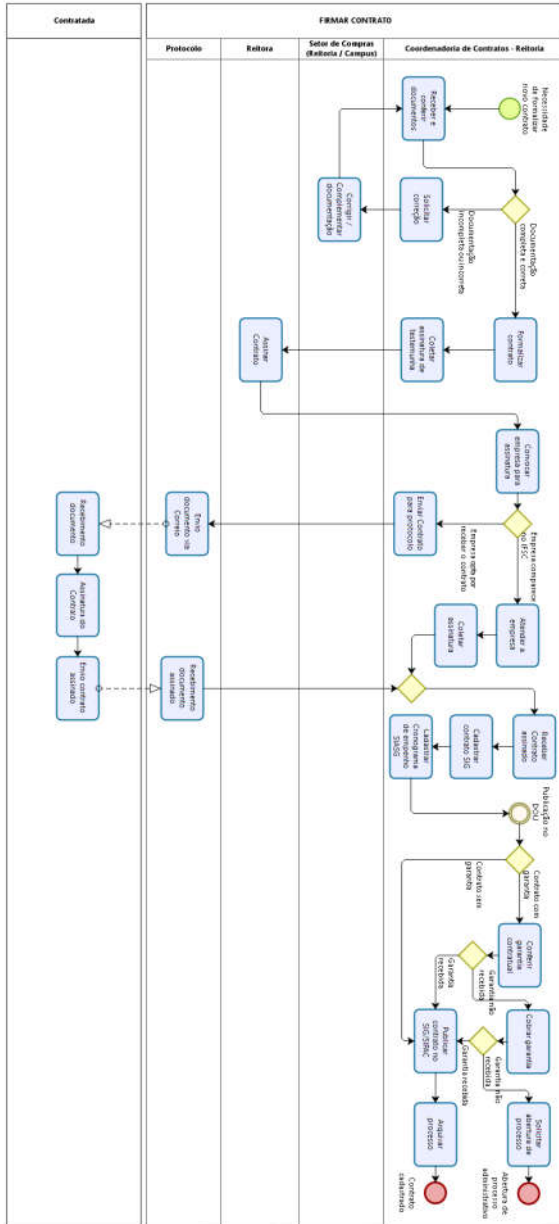 Contratada
FIRMAR CONTRATO
Protocolo
Reitora
Setor de Compras
(Reitoria / Campus)
Coordenadoria de Contratos - Reitoria
Necessidade
de formalizar
novo contrato
Receber e
conferir
documentos
Documentação
completa e correta
Documentação
incompleta ou incorreta
Solicitar
correção
Corrigir /
Complementar
documentação
Formalizar
contrato
Coletar
assinatura de
testemunha
Assinar
Contrato
Convocar
empresa para
assinatura
Empresa comparece
no IFSC
Empresa opta por
receber o contrato
Enviar Contrato
para protocolo
Envio
documento via
Correio
Recebimento
documento
Assinatura do
Contrato
Envio contrato
assinado
Recebimento
documento
assinado
Atender a
empresa
Coletar
assinatura
Receber
Contrato
assinado
Cadastrar
contrato SIG
Cadastrar
Cronograma
de empenho
SIASG
Publicação no
DOU
Contrato com
garantia
Contrato sem
garantia
Conferir
garantia
contratual
Garantia não
recebida
Garantia
recebida
Cobrar garantia
Garantia não
recebida
Garantia recebida
Publicar
contrato no
SIG/SIPAC
Solicitar
abertura de
processo
Abertura de
processo
administrativo
Arquivar
processo
Contrato
cadastrado